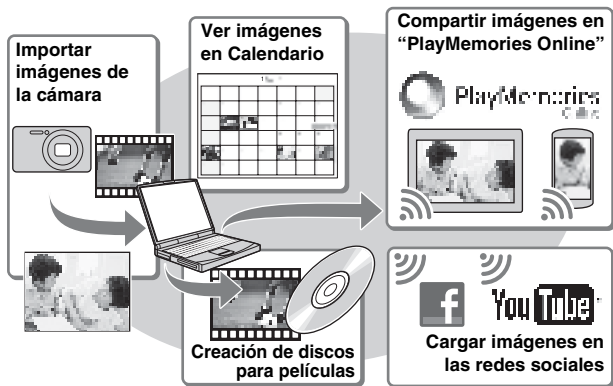 Importar
imágenes de
la cámara
Ver imágenes
en Calendario
Compartir imágenes en
“PlayMemories Online”
PlayMemories
Creación de discos
para películas
f
You Tube
Cargar imágenes en
las redes sociales